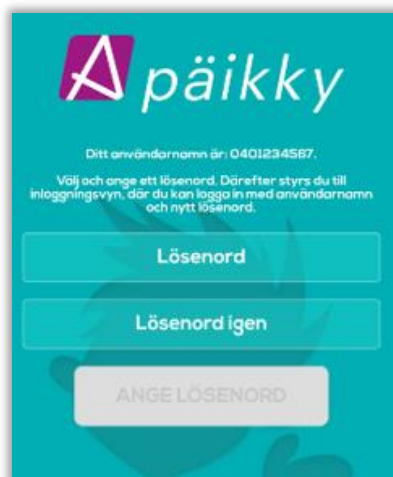 A päikky
Ditt användarnamn är: 0401234567.
Välj och ange ett lösenord. Därefter styrs du till
inloggningsvyn, där du kan logga in med användarnamn
och nytt lösenord.
Lösenord
Lösenord igen
ANGE LÖSENORD